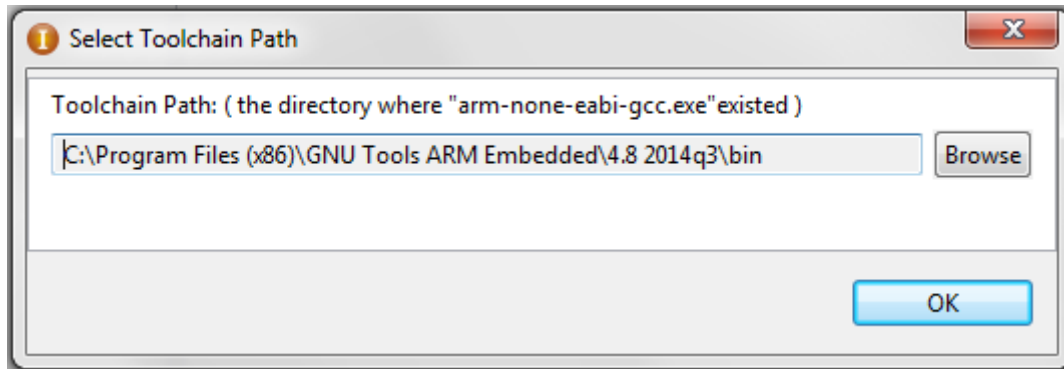 Select Toolchain Path
Toolchain Path: ( the directory where "arm-none-eabi-gcc.exe"existed )
C:\Program Files (x86)\GNU Tools ARM Embedded\4.8 2014q3\bin
Browse
OK